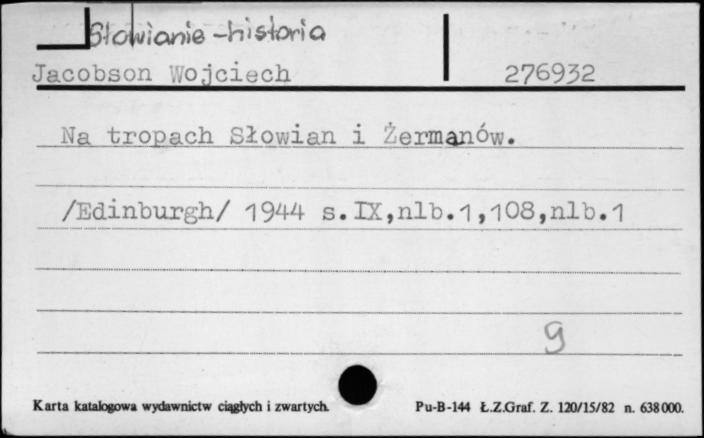 Słowianie - historia
Jacobson Wojciech 276932
Na tropach Słowian i Żermanów.
/Edinburgh/ 1944 s.IX,nlb.1,108,nlb.1
9
Karta katalogowa wydawnictw ciągłych i zwartych. Pu-B-144 Ł.Z.Graf. Z. 120/15/82 n. 638000.